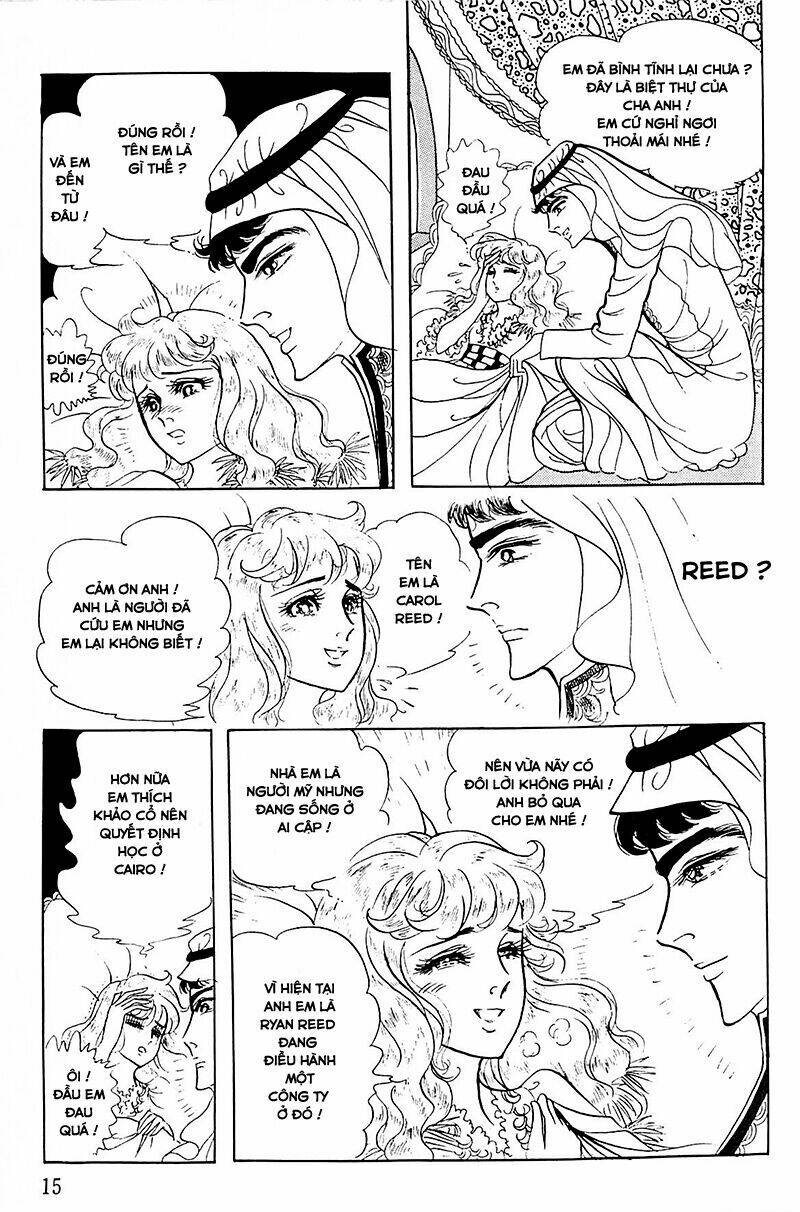 EM ĐÃ BÌNH TĨNH LẠI CHƯA ?
ĐÂY LÀ BIỆT THỰ CỦA
CHA ANH !
EM CỨ NGHỈ NGƠI
THOẢI MÁI NHÉ !
ĐAU
ĐẦU
QUÁ !
ĐÚNG RỒI !
TÊN EM LÀ
GÌ THẾ ?
VÀ EM
ĐẾN
TỪ
ĐÂU !
ĐÚNG
RỒI !
REED ?
TÊN
EM LÀ
CAROL
REED !
CẢM ƠN ANH !
ANH LÀ NGƯỜI ĐÃ
CỨU EM NHƯNG
EM LẠI KHÔNG BIẾT !
NÊN VỪA NÃY CÓ
ĐÔI LỜI KHÔNG PHẢI !
ANH BỎ QUA
CHO EM NHÉ !
NHÀ EM LÀ
NGƯỜI MỸ NHƯNG
ĐANG SỐNG Ở
AI CẬP !
VÌ HIỆN TẠI
ANH EM LÀ
RYAN REED
ĐANG
ĐIỀU HÀNH
MỘT
CÔNG TY
Ở ĐÓ !
HƠN NỮA
EM THÍCH
KHẢO CỔ NÊN
QUYẾT ĐỊNH
HỌC Ở
CAIRO !
ÔI !
ĐẦU EM
ĐAU
QUÁ !
15